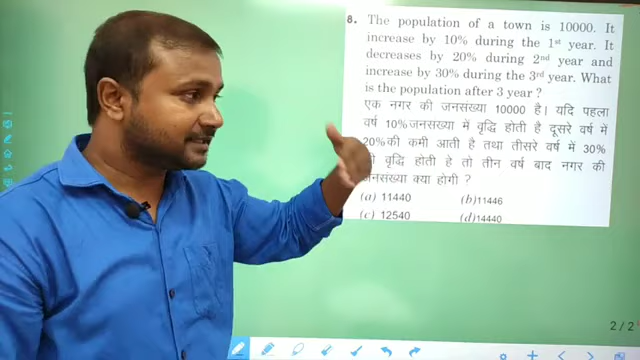 8. The population of a town is 10000. It
increase by 10% during the 1st year. It
decreases by 20% during 2nd year and
increase by 30% during the 3rd year. What
is the population after 3 year ?
एक नगर की जनसंख्या 10000 है। यदि पहला
वर्ष 10% जनसंख्या में वृद्धि होती है दूसरे वर्ष में
20% की कमी आती है तथा तीसरे वर्ष में 30%
वृद्धि होती हे तो तीन वर्ष बाद नगर की
क्या होगी ?
(a) 11440 (b) 11446
(c) 12540 (d) 14440
2 / 2